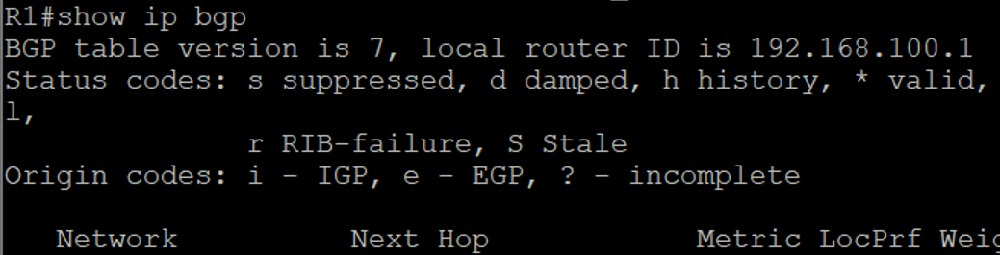 R1#show ip bgp
BGP table version is 7, local router ID is 192.168.100.1
Status codes: s suppressed, d damped, h history, * valid,
l,
r RIB-failure, S Stale
Origin codes: i - IGP, e - EGP, ? - incomplete
Network Next Hop Metric LocPrf